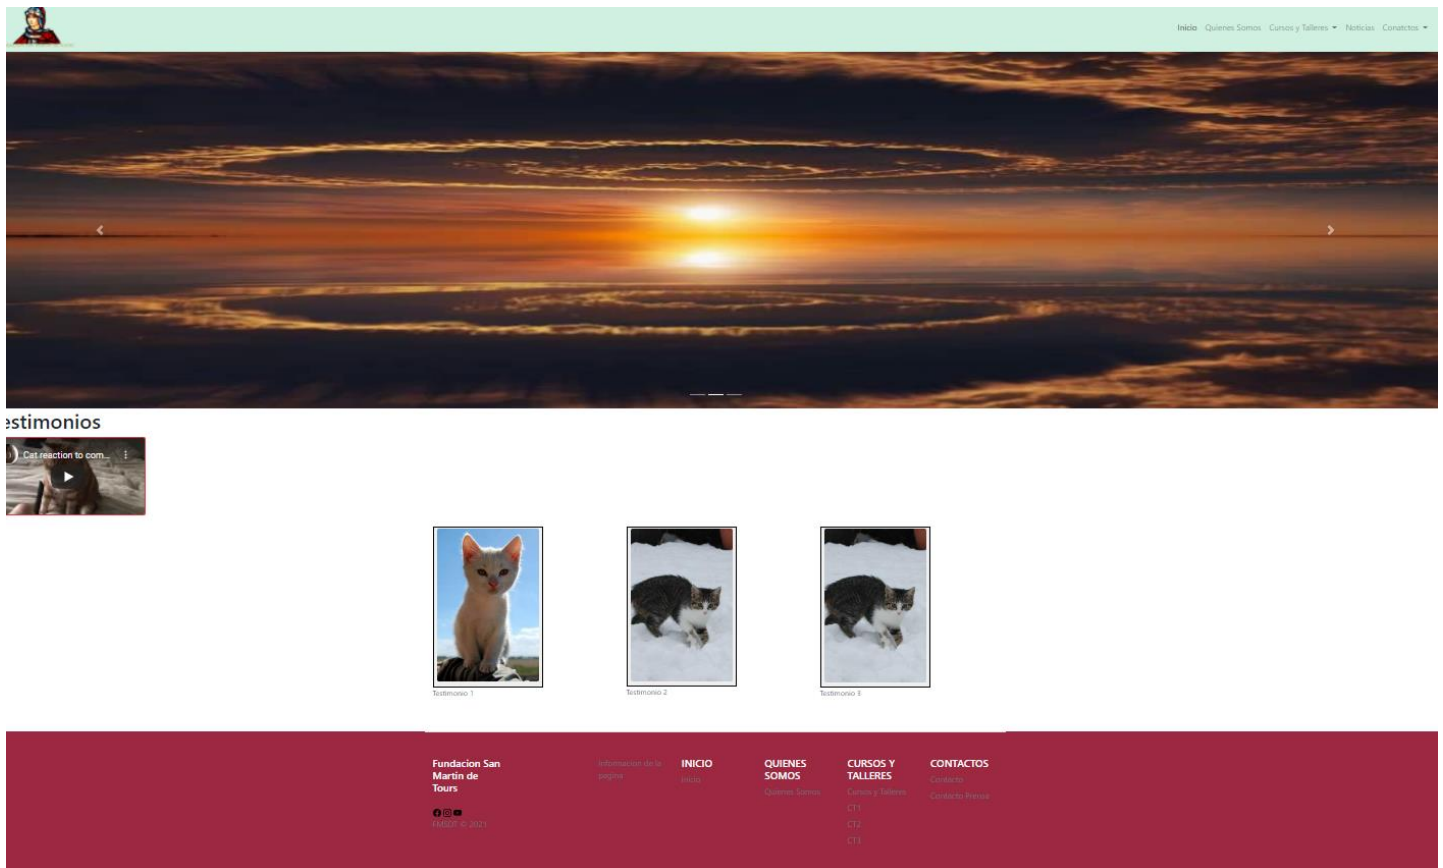 Inicio Quienes Somos Cursos y Talleres Noticias Conatctos
estimonios
Cat reaction to com...
Testimonio 1
Testimonio 2
Testimonio 3
Fundacion San
Martin de
Tours
FMSDT © 2021
Informacion de la
pagina
INICIO
Inicio
QUIENES
SOMOS
Quienes Somos
CURSOS Y
TALLERES
Cursos y Talleres
CT1
CT2
CT3
CONTACTOS
Contacto
Contacto Prensa